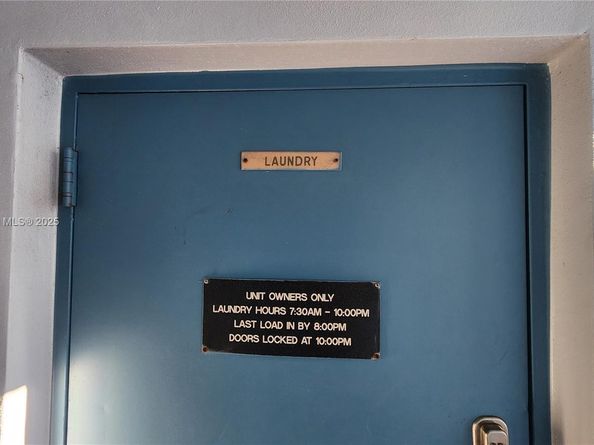 LAUNDRY
MLS® 2025
UNIT OWNERS ONLY
LAUNDRY HOURS 7:30AM - 10:00PM
LAST LOAD IN BY 8:00PM
DOORS LOCKED AT 10:00PM